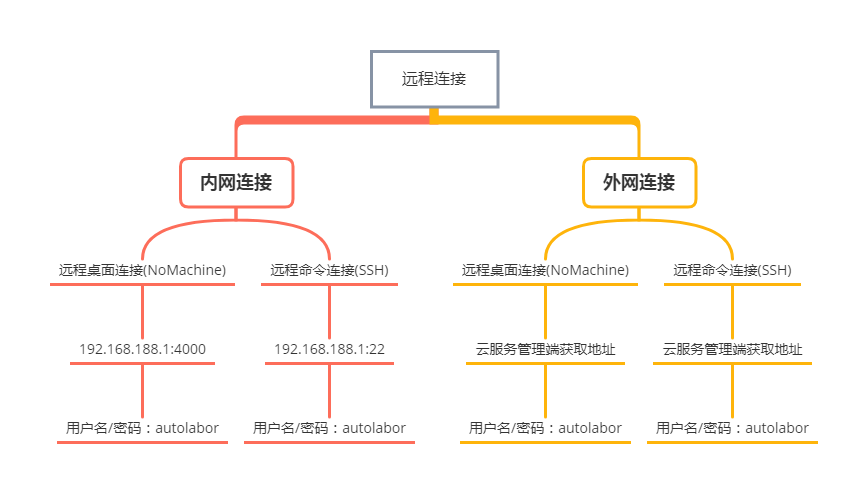 远程连接
内网连接
外网连接
远程桌面连接(NoMachine)
远程命令连接(SSH)
远程桌面连接(NoMachine)
远程命令连接(SSH)
192.168.188.1:4000
192.168.188.1:22
云服务管理端获取地址
云服务管理端获取地址
用户名/密码：autolabor
用户名/密码：autolabor
用户名/密码：autolabor
用户名/密码：autolabor